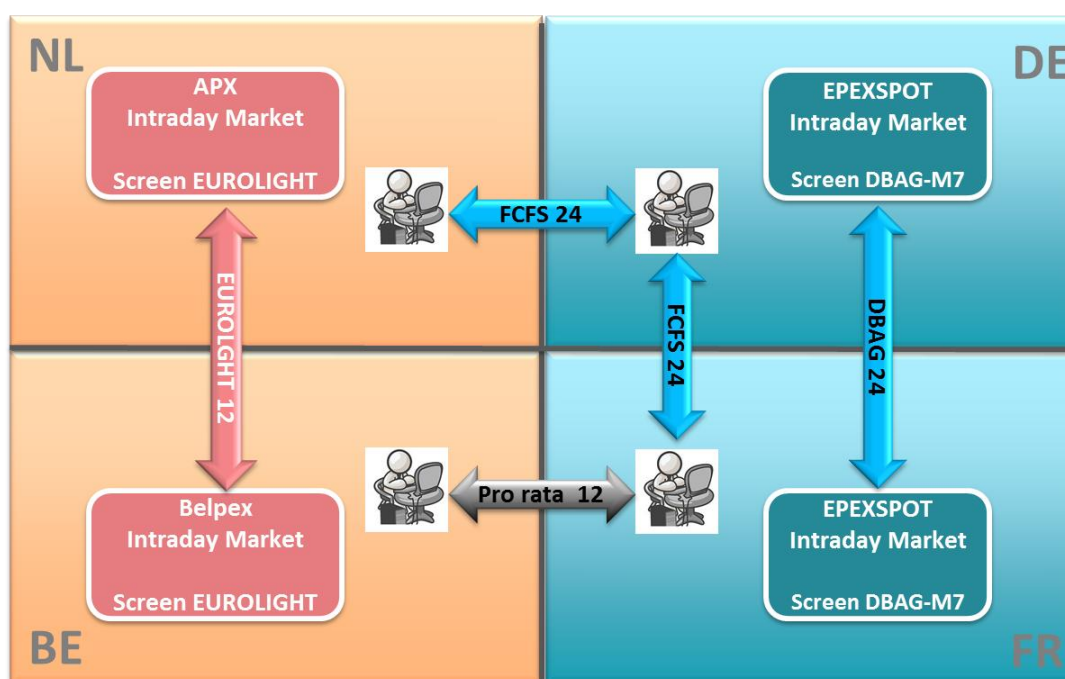 NL
DE
APX
Intraday Market
Screen EUROLIGHT
EPEXSPOT
Intraday Market
Screen DBAG-M7
FCFS 24
EUROLGHT 12
FCFS 24
DBAG 24
Pro rata 12
Belpex
Intraday Market
Screen EUROLIGHT
EPEXSPOT
Intraday Market
Screen DBAG-M7
BE
FR